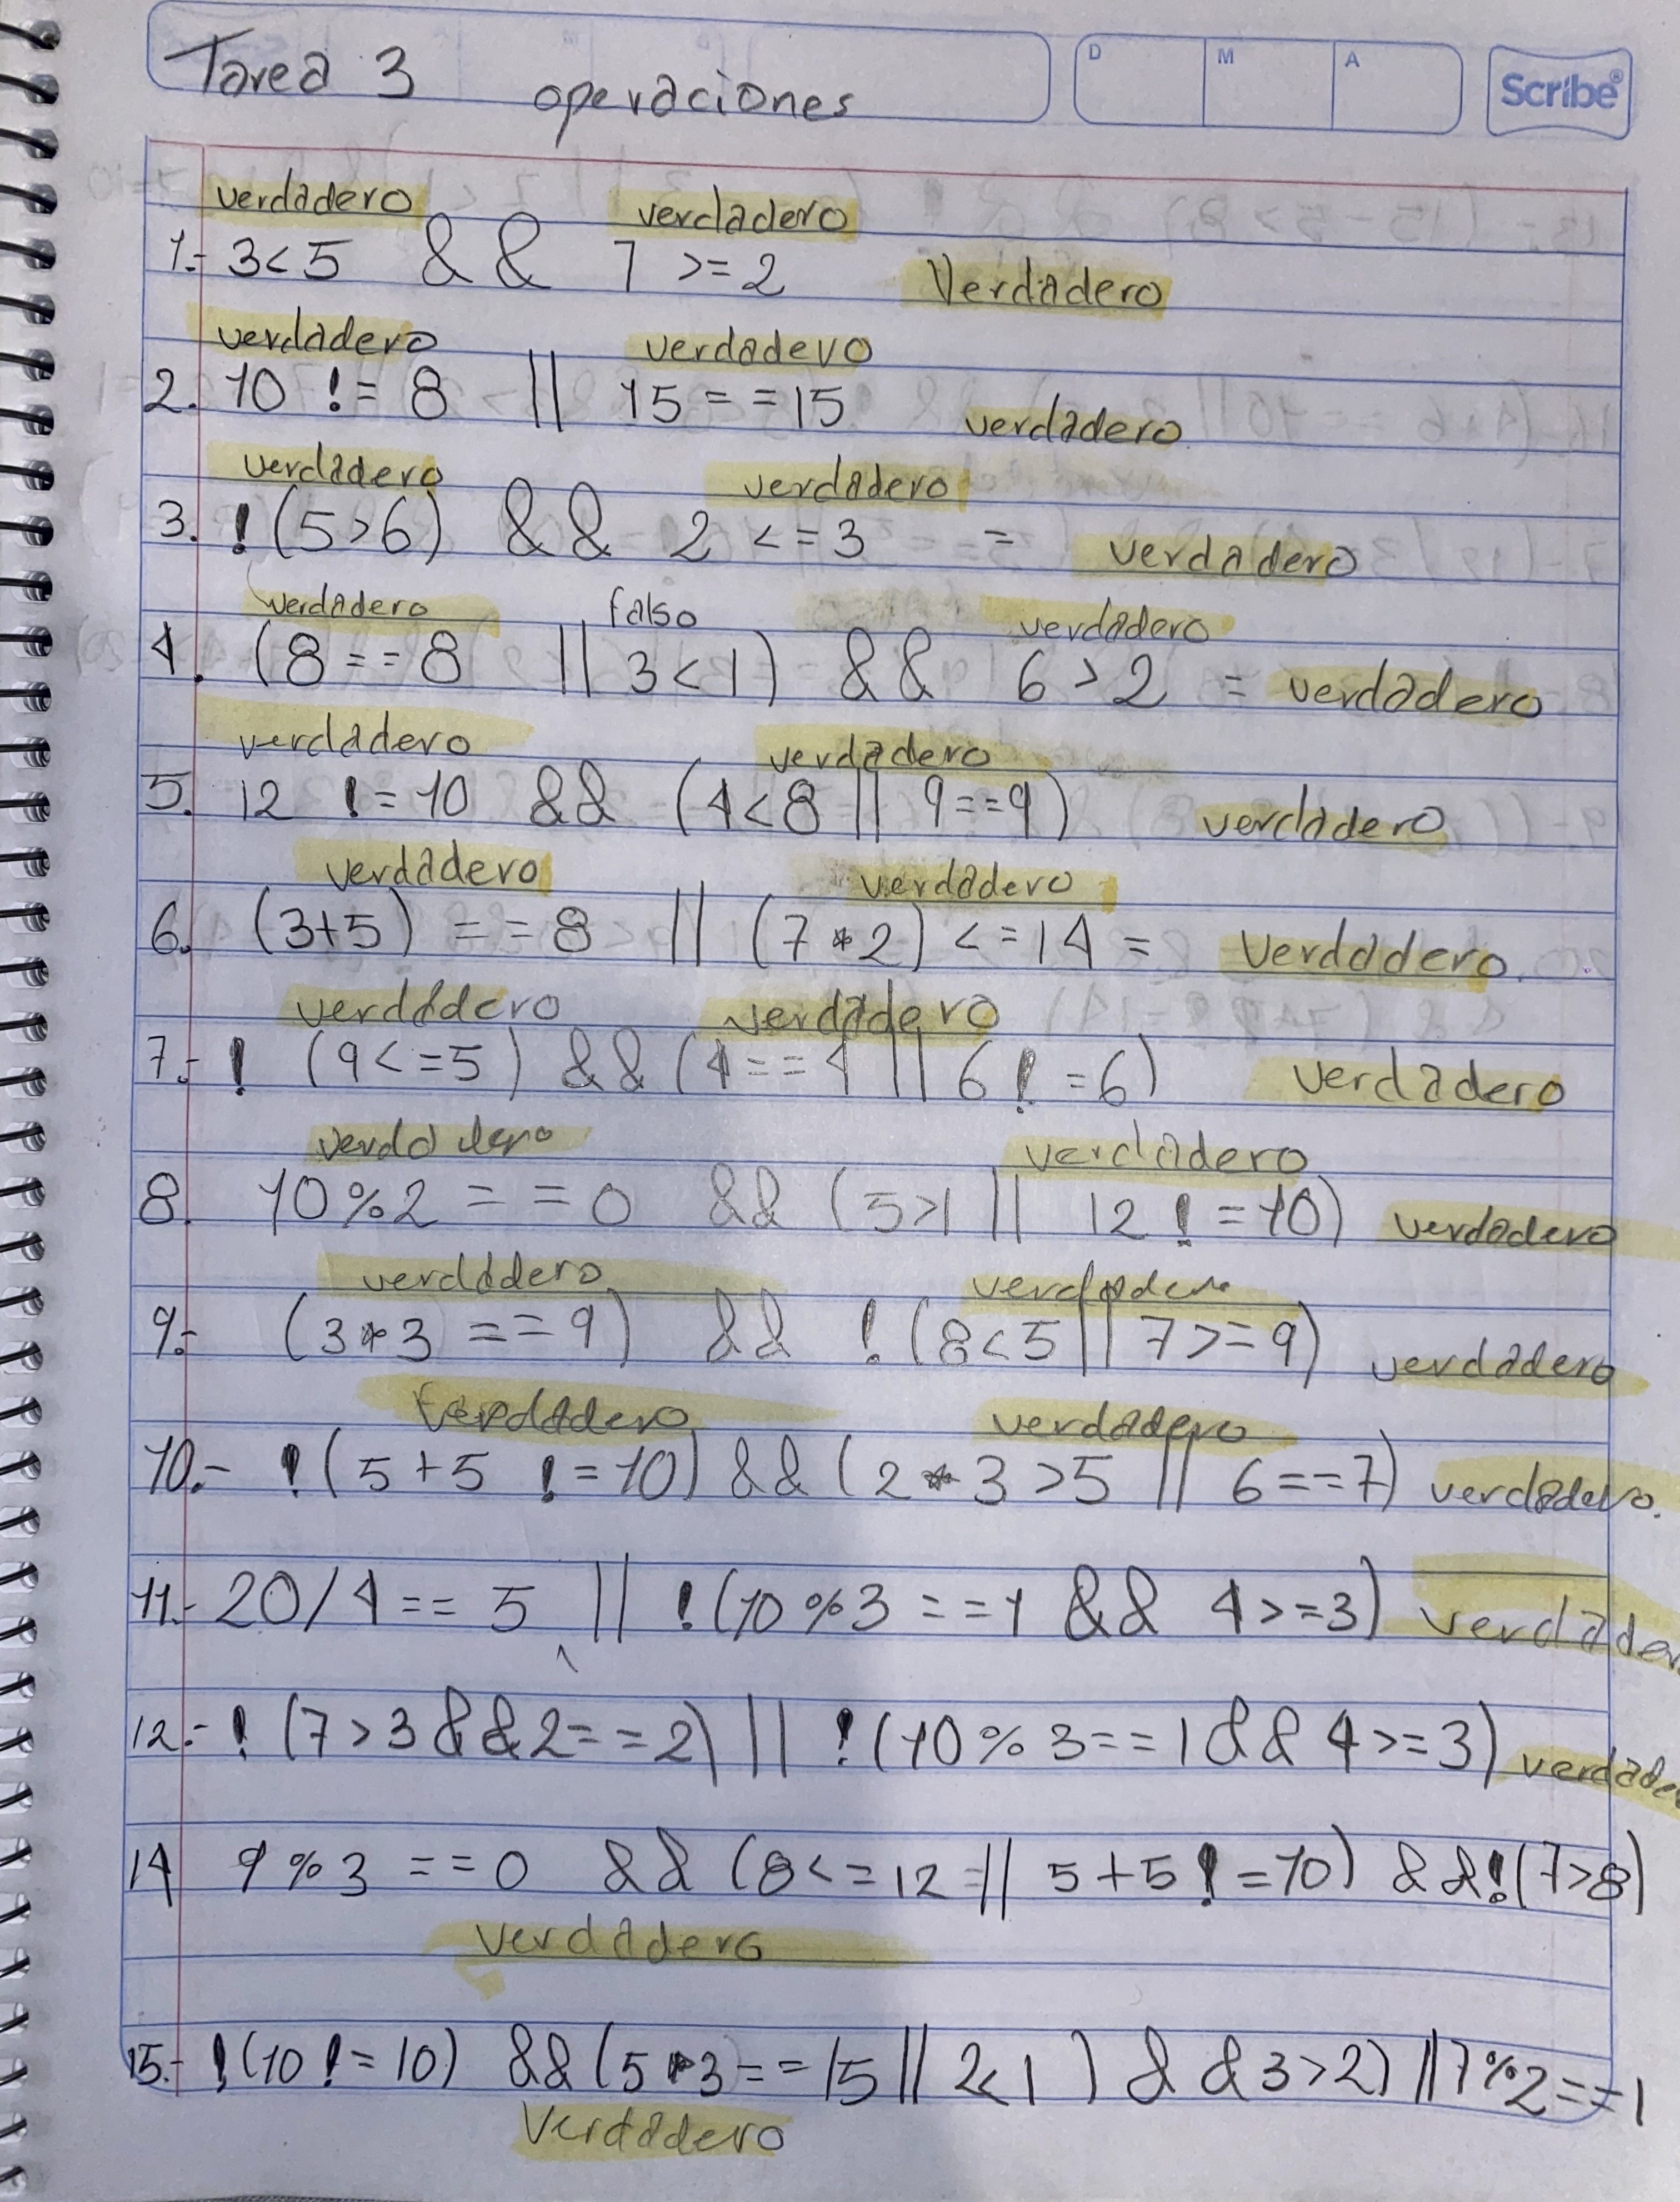 Tarea 3 operaciones
D M A Scribe®
verdadero verdadero
1.- 3<5 && 7 >= 2 Verdadero
verdadero verdadero
2. 10 != 8 || 15 == 15 verdadero
verdadero verdadero
3. !(5>6) && 2 <= 3 = verdadero
verdadero falso verdadero
4. (8 == 8 || 3<1) && 6 > 2 = verdadero
verdadero verdadero
5. 12 != 10 && (4<8 || 9==9) verdadero
verdadero verdadero
6. (3+5) == 8 || (7 * 2) <= 14 = Verdadero.
verdadero verdadero
7.- ! (9<=5) && (4==4 || 6 != 6) verdadero
verdadero verdadero
8. 10%2 == 0 && (5>1 || 12 != 10) verdadero
verdadero verdadero
9.- (3*3 == 9) && !(8<5 || 7>=9) verdadero
verdadero verdadero
10.- !(5+5 != 10) && (2*3 >5 || 6==7) verdadero.
11.- 20/4 == 5 || !(10%3 ==1 && 4>=3)
12.- ! (7>3 && 2==2) || !(10%3==1 && 4>=3)
14 9%3 ==0 && (8<=12 || 5+5 != 10) && !(7>8)
verdadero
15.- !(10 != 10) && (5*3 == 15 || 2<1 ) && 3>2) || 7%2==1
Verdadero